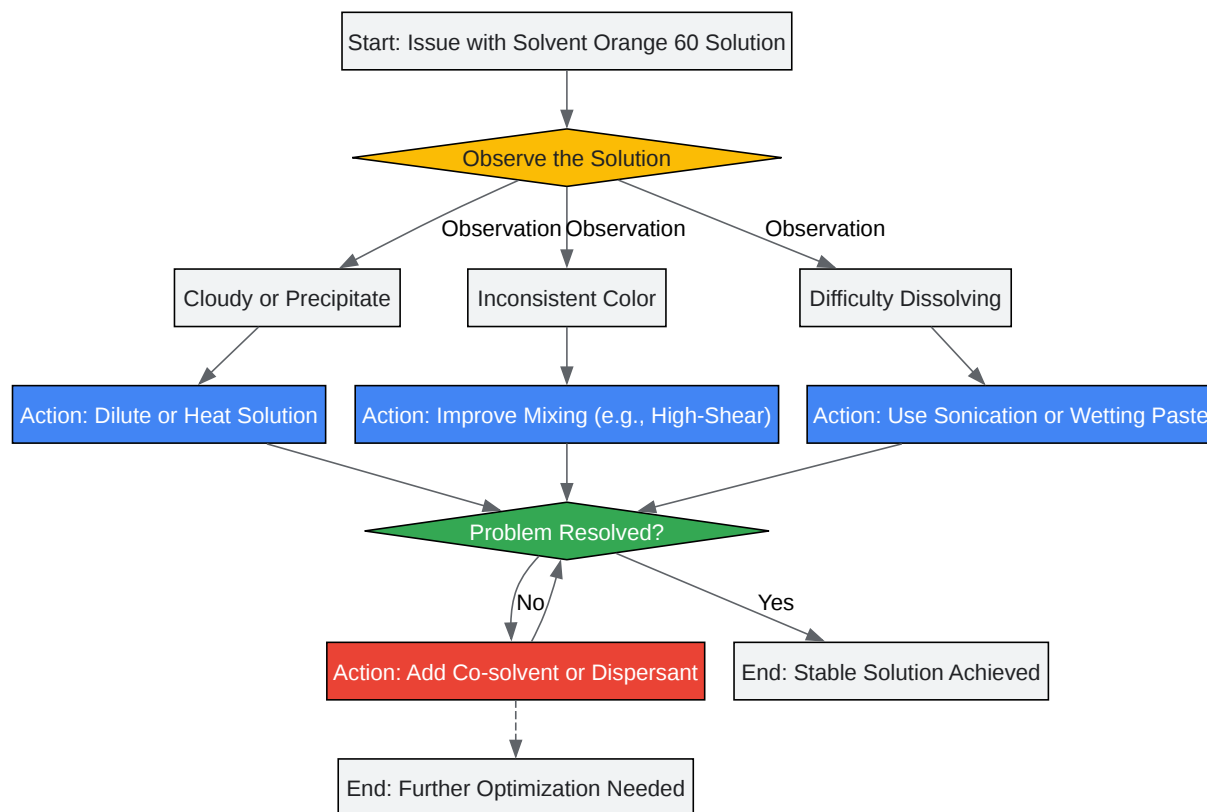 Start: Issue with Solvent Orange 60 Solution
Observe the Solution
Observation
Observation
Observation
Cloudy or Precipitate
Inconsistent Color
Difficulty Dissolving
Action: Dilute or Heat Solution
Action: Improve Mixing (e.g., High-Shear)
Action: Use Sonication or Wetting Paste
Problem Resolved?
No
Yes
Action: Add Co-solvent or Dispersant
End: Stable Solution Achieved
End: Further Optimization Needed